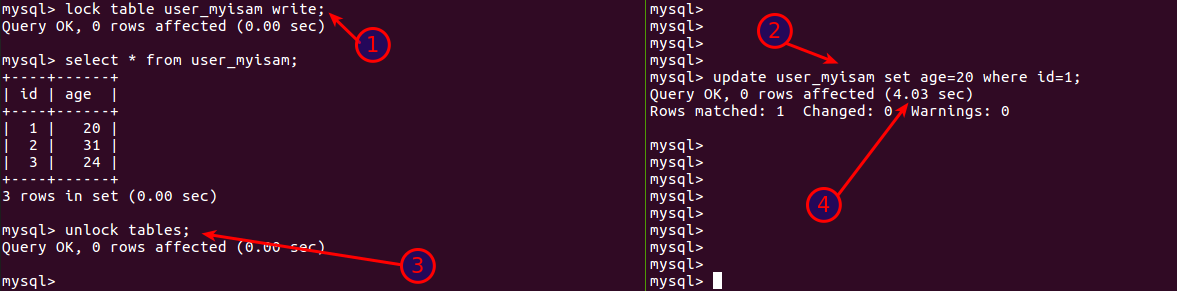 mysql> lock table user_myisam write;
Query OK, 0 rows affected (0.00 sec)
1
mysql> select * from user_myisam;
+----+------+
| id | age  |
+----+------+
|  1 |   20 |
|  2 |   31 |
|  3 |   24 |
+----+------+
3 rows in set (0.00 sec)
mysql> unlock tables;
Query OK, 0 rows affected (0.00 sec)
3
mysql>
mysql>
mysql>
mysql>
mysql>
2
mysql> update user_myisam set age=20 where id=1;
Query OK, 0 rows affected (4.03 sec)
Rows matched: 1  Changed: 0  Warnings: 0
mysql>
mysql>
mysql>
mysql>
4
mysql>
mysql>
mysql>
mysql>
mysql>